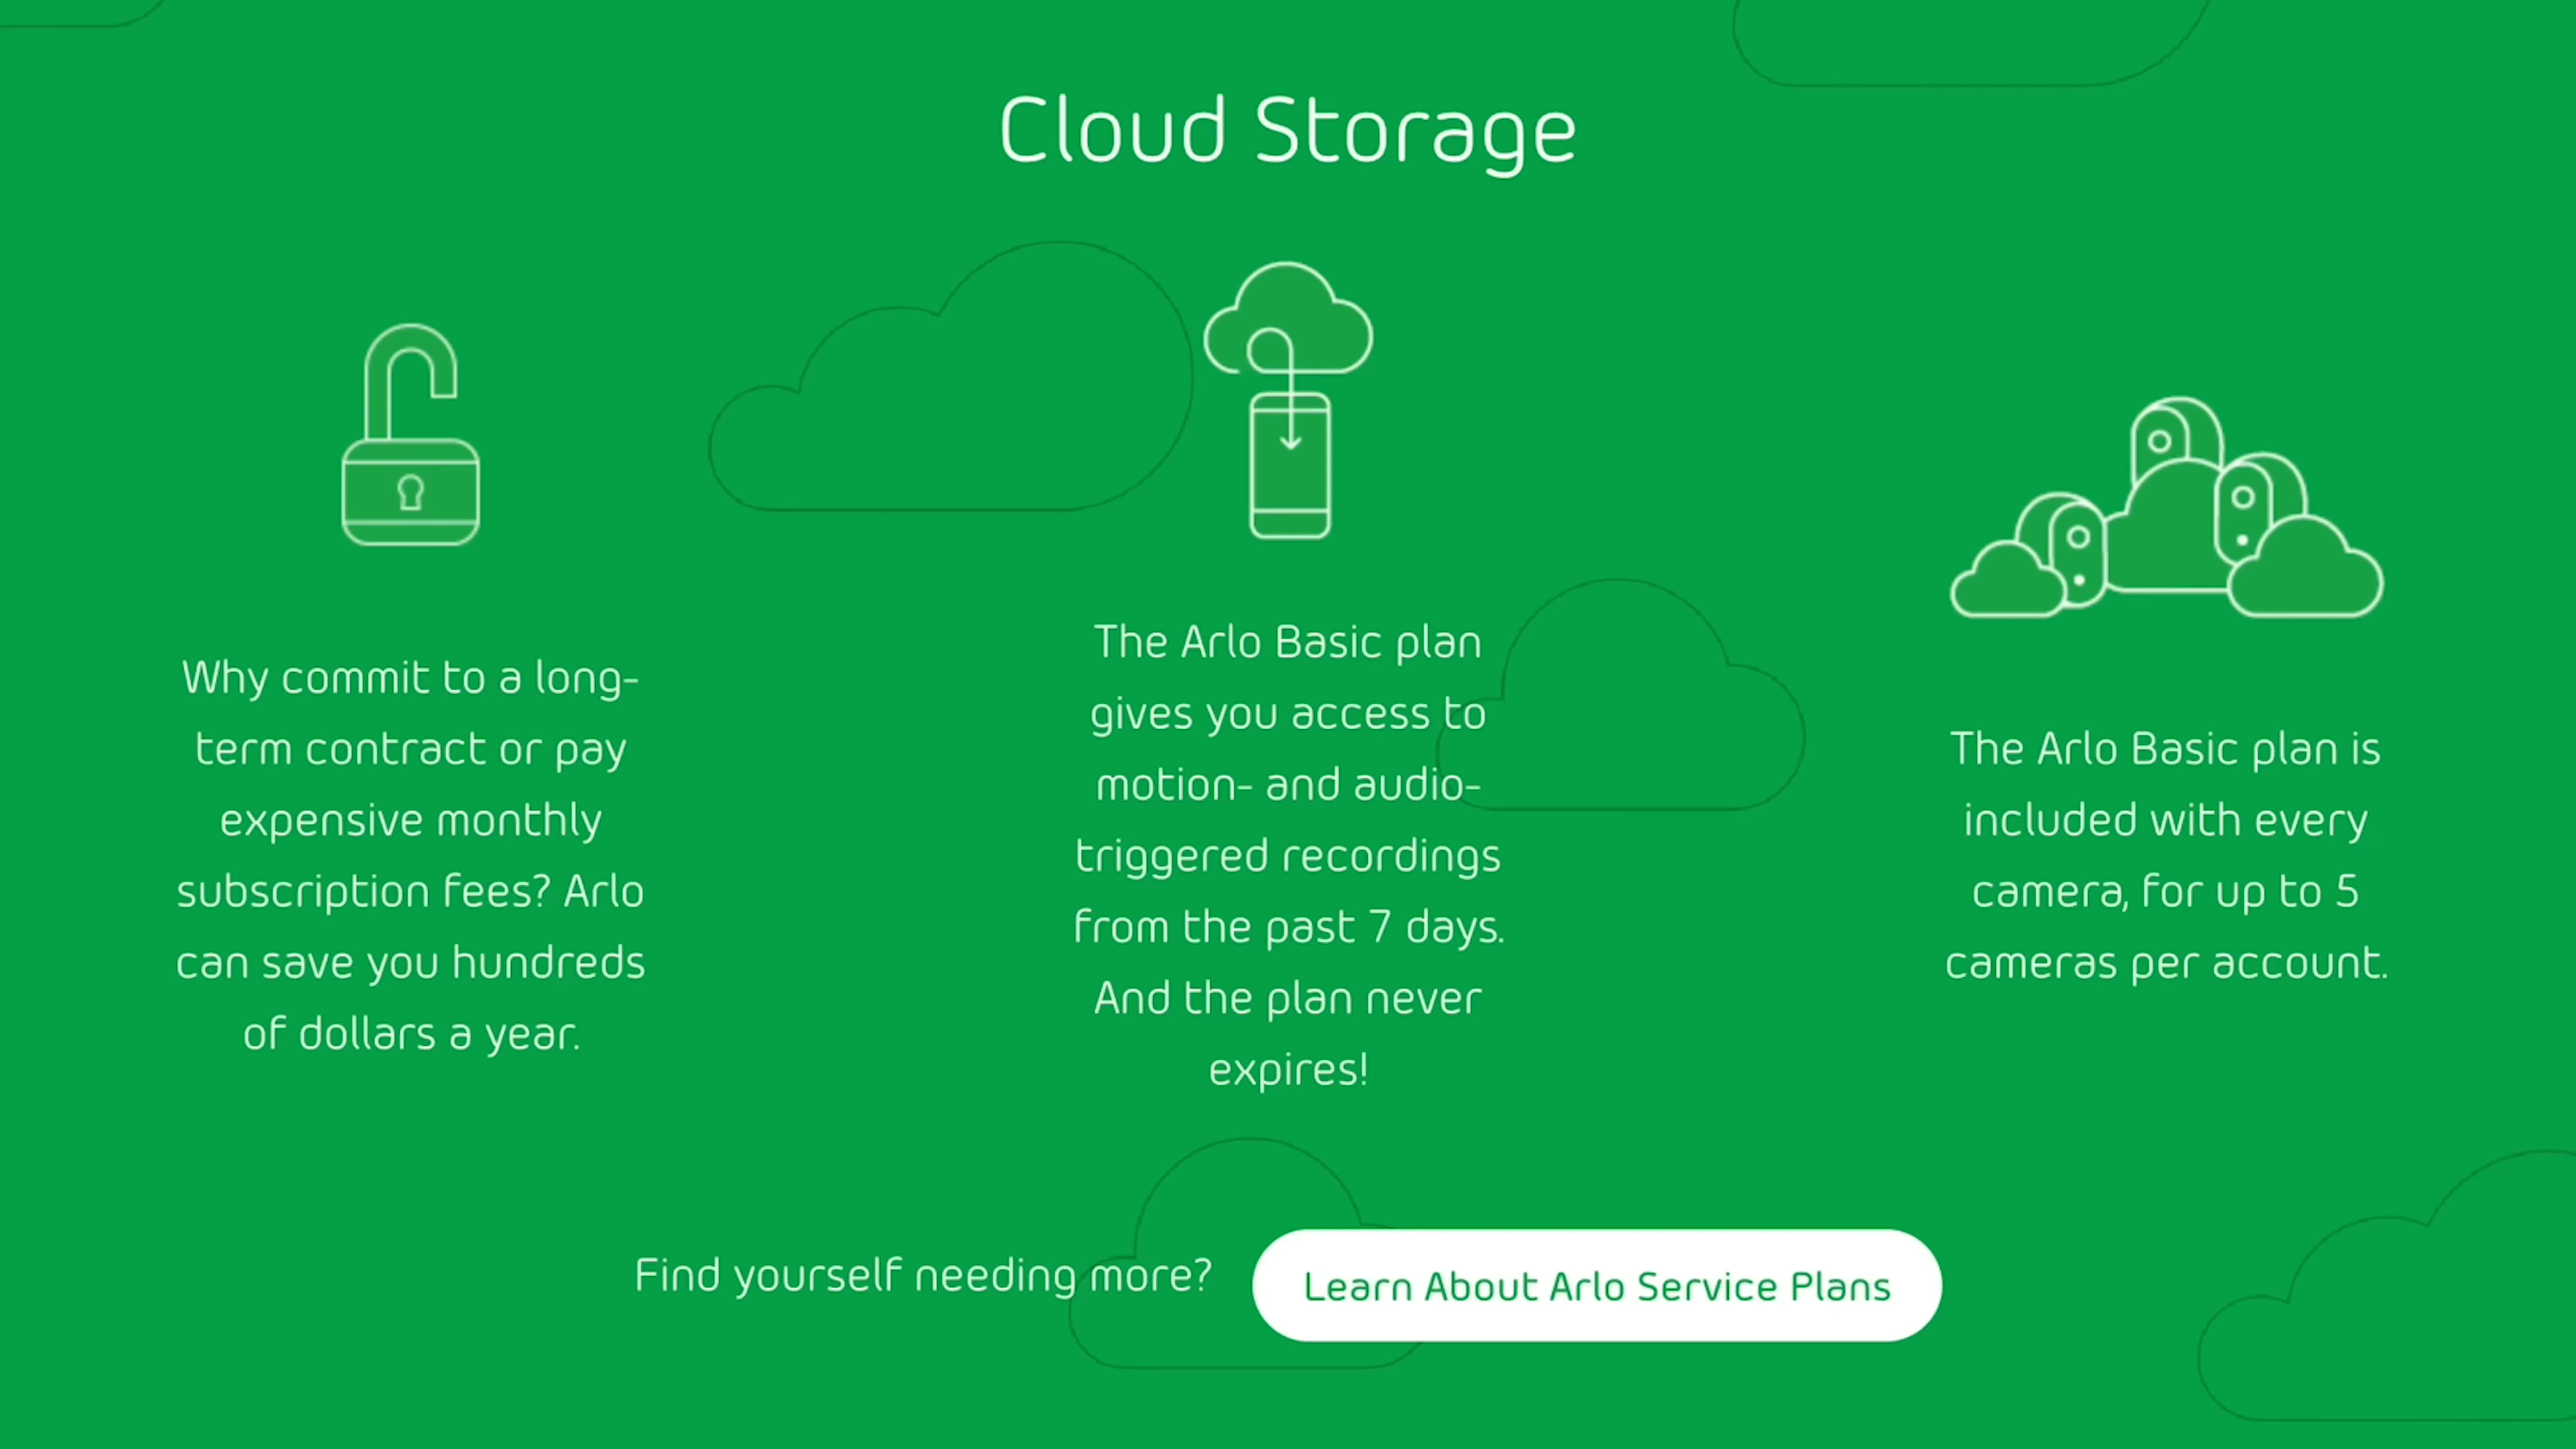 Cloud Storage
Why commit to a long-
term contract or pay
expensive monthly
subscription fees? Arlo
can save you hundreds
of dollars a year.
The Arlo Basic plan
gives you access to
motion- and audio-
triggered recordings
from the past 7 days.
And the plan never
expires!
The Arlo Basic plan is
included with every
camera, for up to 5
cameras per account.
Find yourself needing more?
Learn About Arlo Service Plans